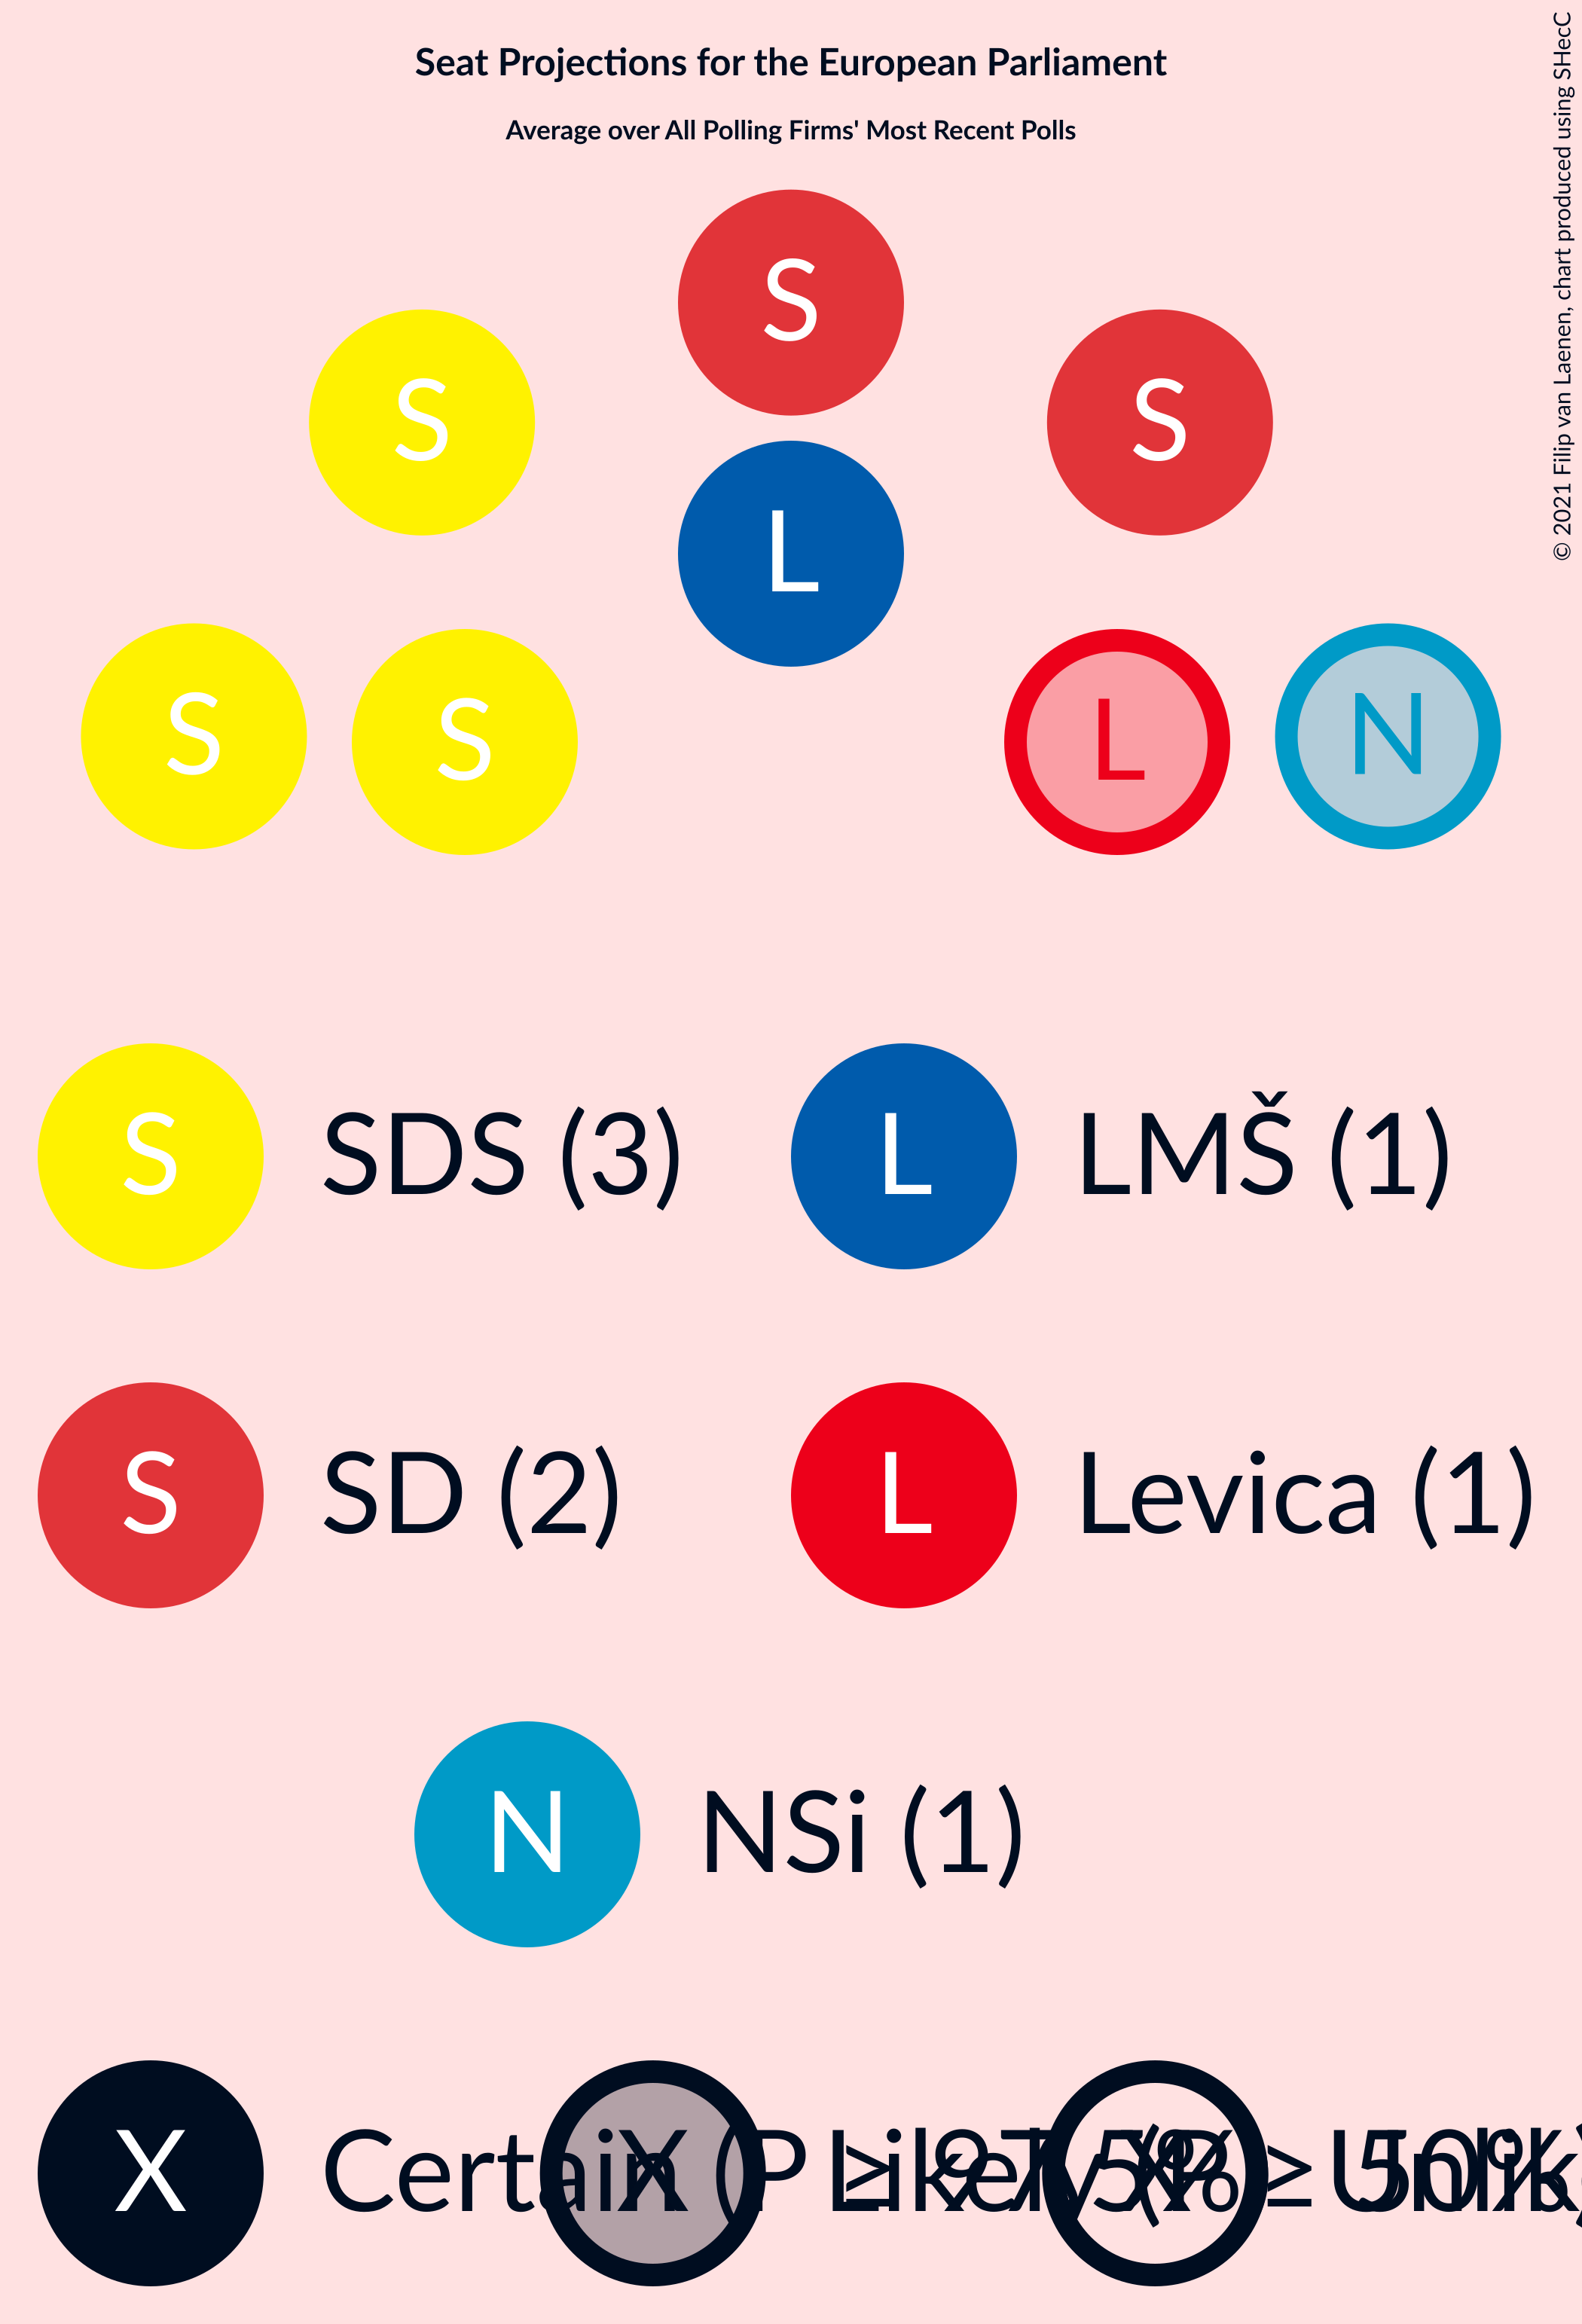 Seat Projections for the European Parliament
Average over All Polling Firms' Most Recent Polls
© 2021 Filip van Laenen, chart produced using SHecC
S
S
S
L
S
S
L
N
S SDS (3)
L LMŠ (1)
S SD (2)
L Levica (1)
N NSi (1)
X Certain (P ≥ 97.5%)
X Likely (P ≥ 50%)
X